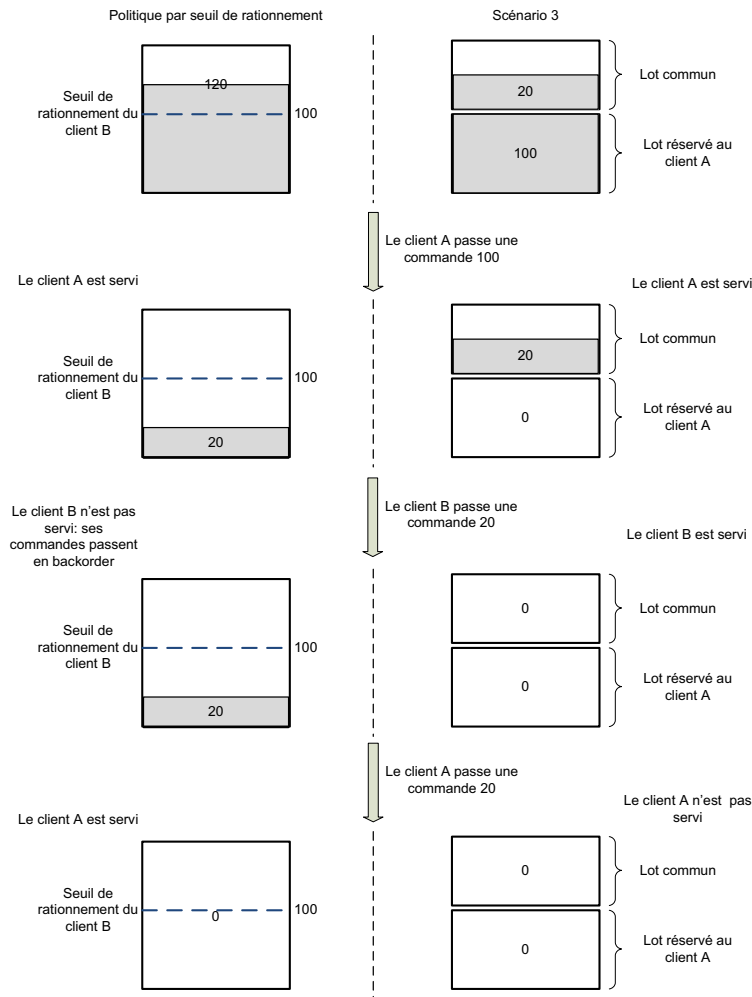 Politique par seuil de rationnement
Scénario 3
120
Seuil de
rationnement du
client B
100
20
Lot commun
100
Lot réservé au
client A
Le client A passe une
commande 100
Le client A est servi
Le client A est servi
Seuil de
rationnement du
client B
100
20
20
Lot commun
0
Lot réservé au
client A
Le client B passe une
commande 20
Le client B n'est pas
servi: ses
commandes passent
en backorder
Le client B est servi
Seuil de
rationnement du
client B
100
20
0
Lot commun
0
Lot réservé au
client A
Le client A passe une
commande 20
Le client A est servi
Le client A n'est  pas
servi
Seuil de
rationnement du
client B
100
0
0
Lot commun
0
Lot réservé au
client A